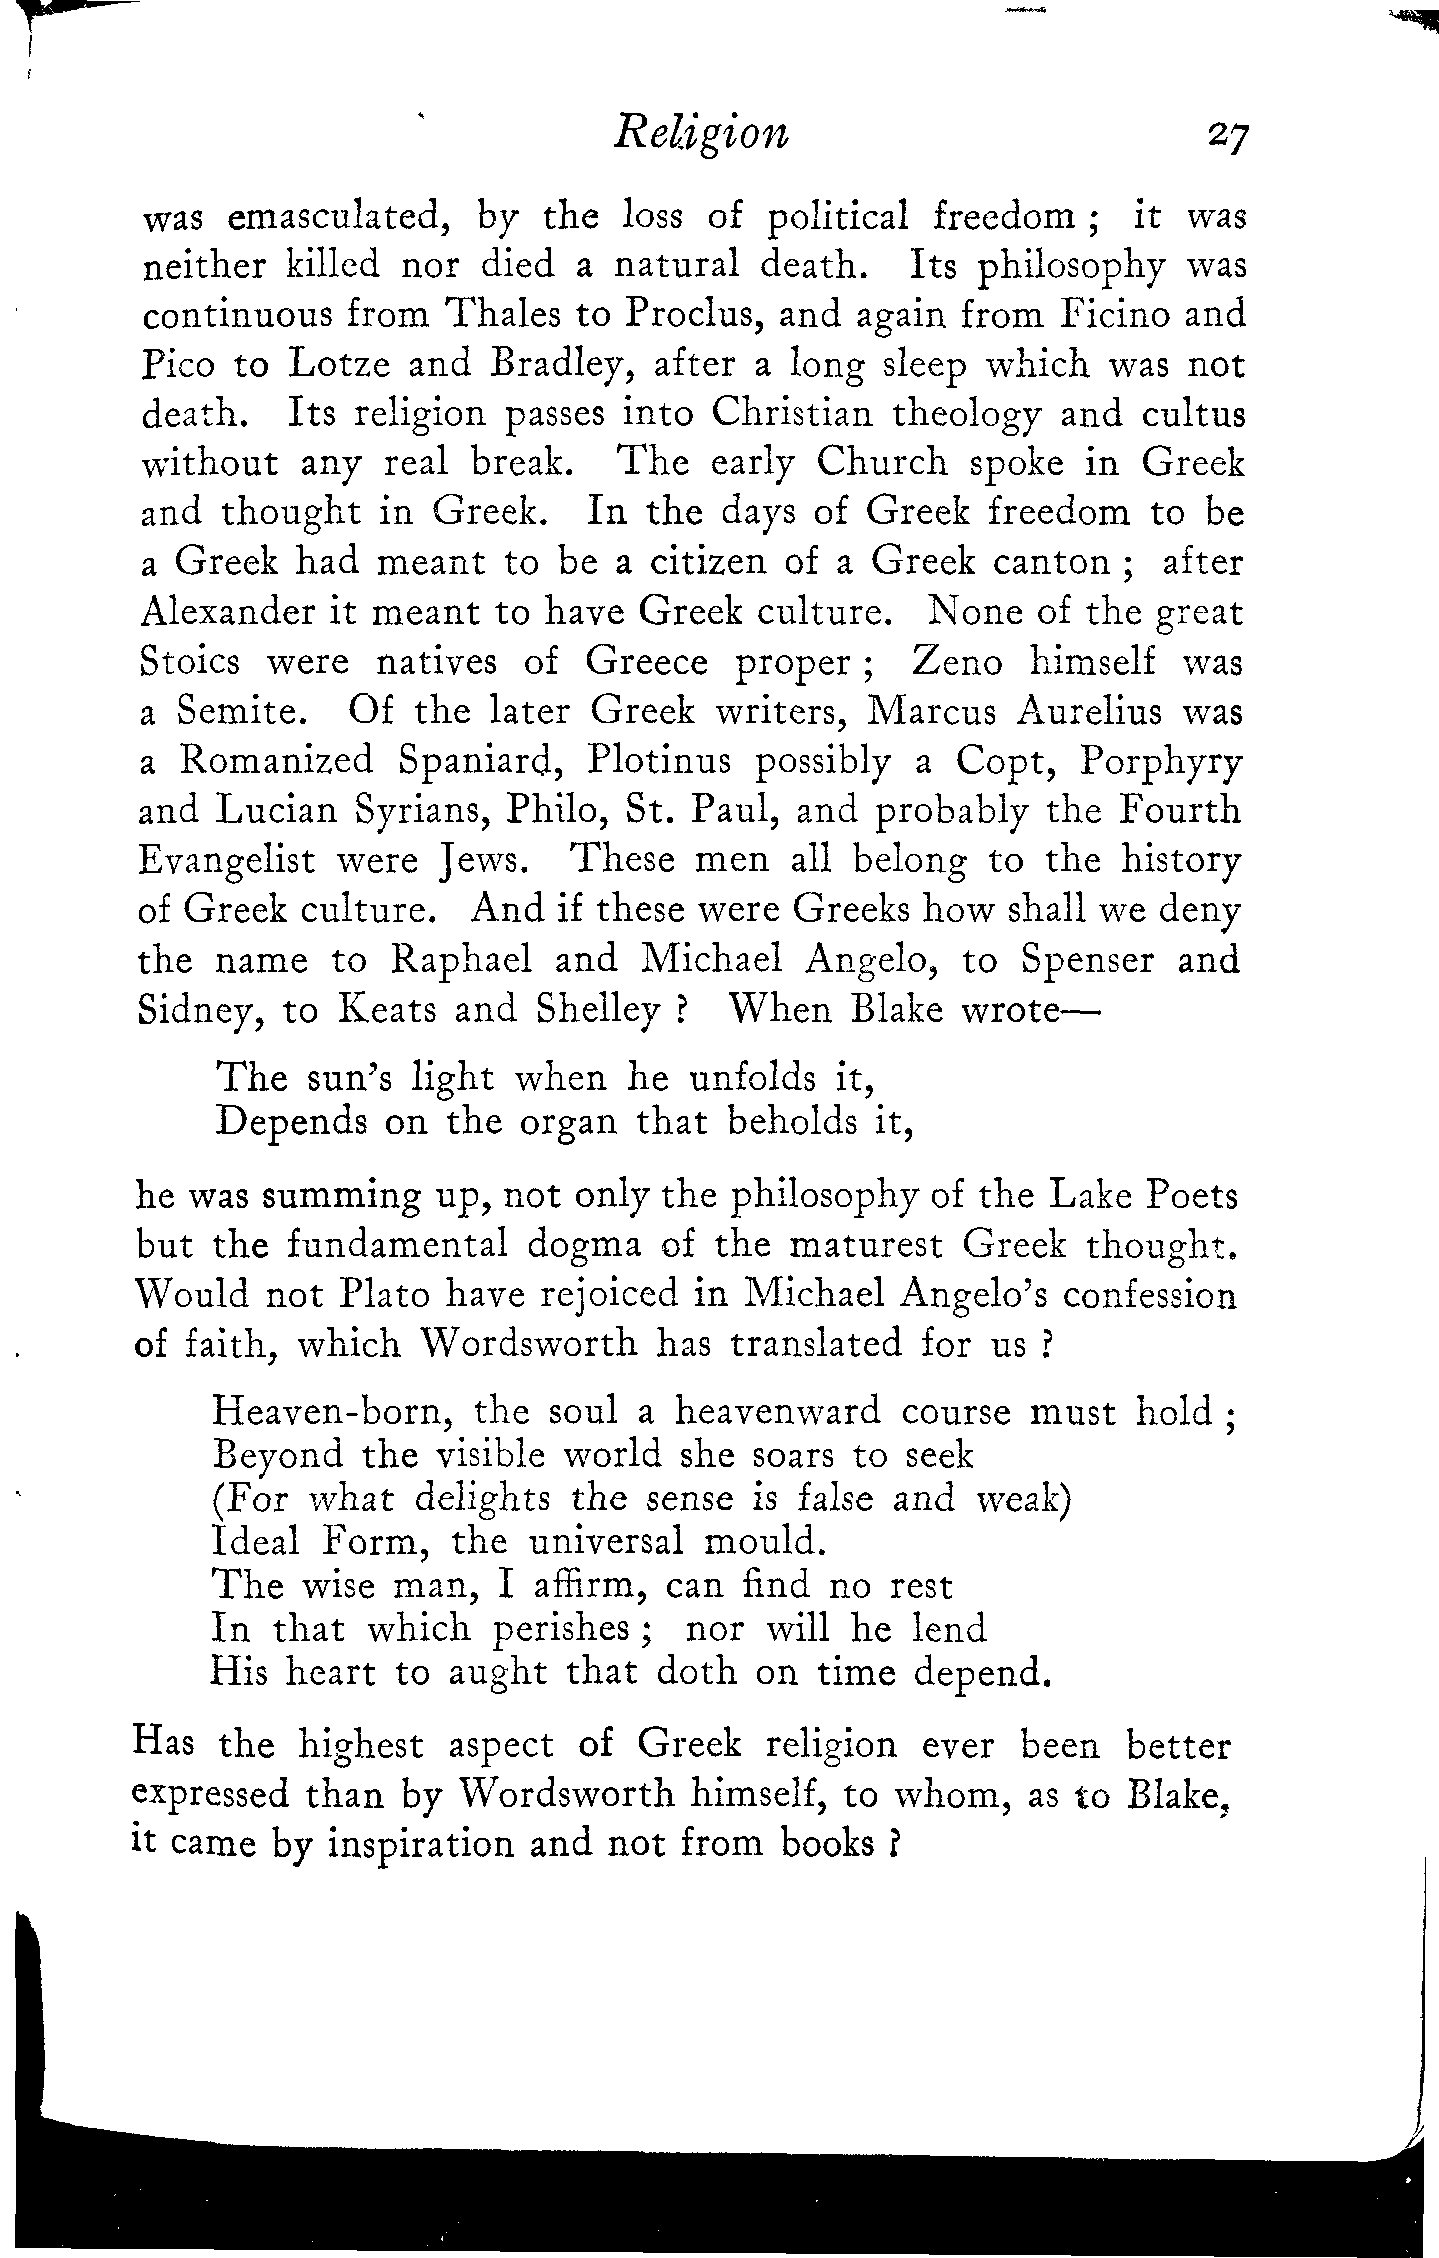 Religion 27
was emasculated, by the loss of political freedom ; it was
neither killed nor died a natural death. Its philosophy was
continuous from Thales to Proclus, and again from Ficino and
Pico to Lotze and Bradley, after a long sleep which was not
death. Its religion passes into Christian theology and cultus
without any real break. The early Church spoke in Greek
and thought in Greek. In the days of Greek freedom to be
a Greek had meant to be a citizen of a Greek canton ; after
Alexander it meant to have Greek culture. None of the great
Stoics were natives of Greece proper ; Zeno himself was
a Semite. Of the later Greek writers, Marcus Aurelius was
a Romanized Spaniard, Plotinus possibly a Copt, Porphyry
and Lucian Syrians, Philo, St. Paul, and probably the Fourth
Evangelist were Jews. These men all belong to the history
of Greek culture. And if these were Greeks how shall we deny
the name to Raphael and Michael Angelo, to Spenser and
Sidney, to Keats and Shelley ? When Blake wrote—
The sun's light when he unfolds it,
Depends on the organ that beholds it,
he was summing up, not only the philosophy of the Lake Poets
but the fundamental dogma of the maturest Greek thought.
Would not Plato have rejoiced in Michael Angelo's confession
of faith, which Wordsworth has translated for us ?
Heaven-born, the soul a heavenward course must hold ;
Beyond the visible world she soars to seek
(For what delights the sense is false and weak)
Ideal Form, the universal mould.
The wise man, I affirm, can find no rest
In that which perishes ; nor will he lend
His heart to aught that doth on time depend.
Has the highest aspect of Greek religion ever been better
expressed than by Wordsworth himself, to whom, as to Blake,
it came by inspiration and not from books ?